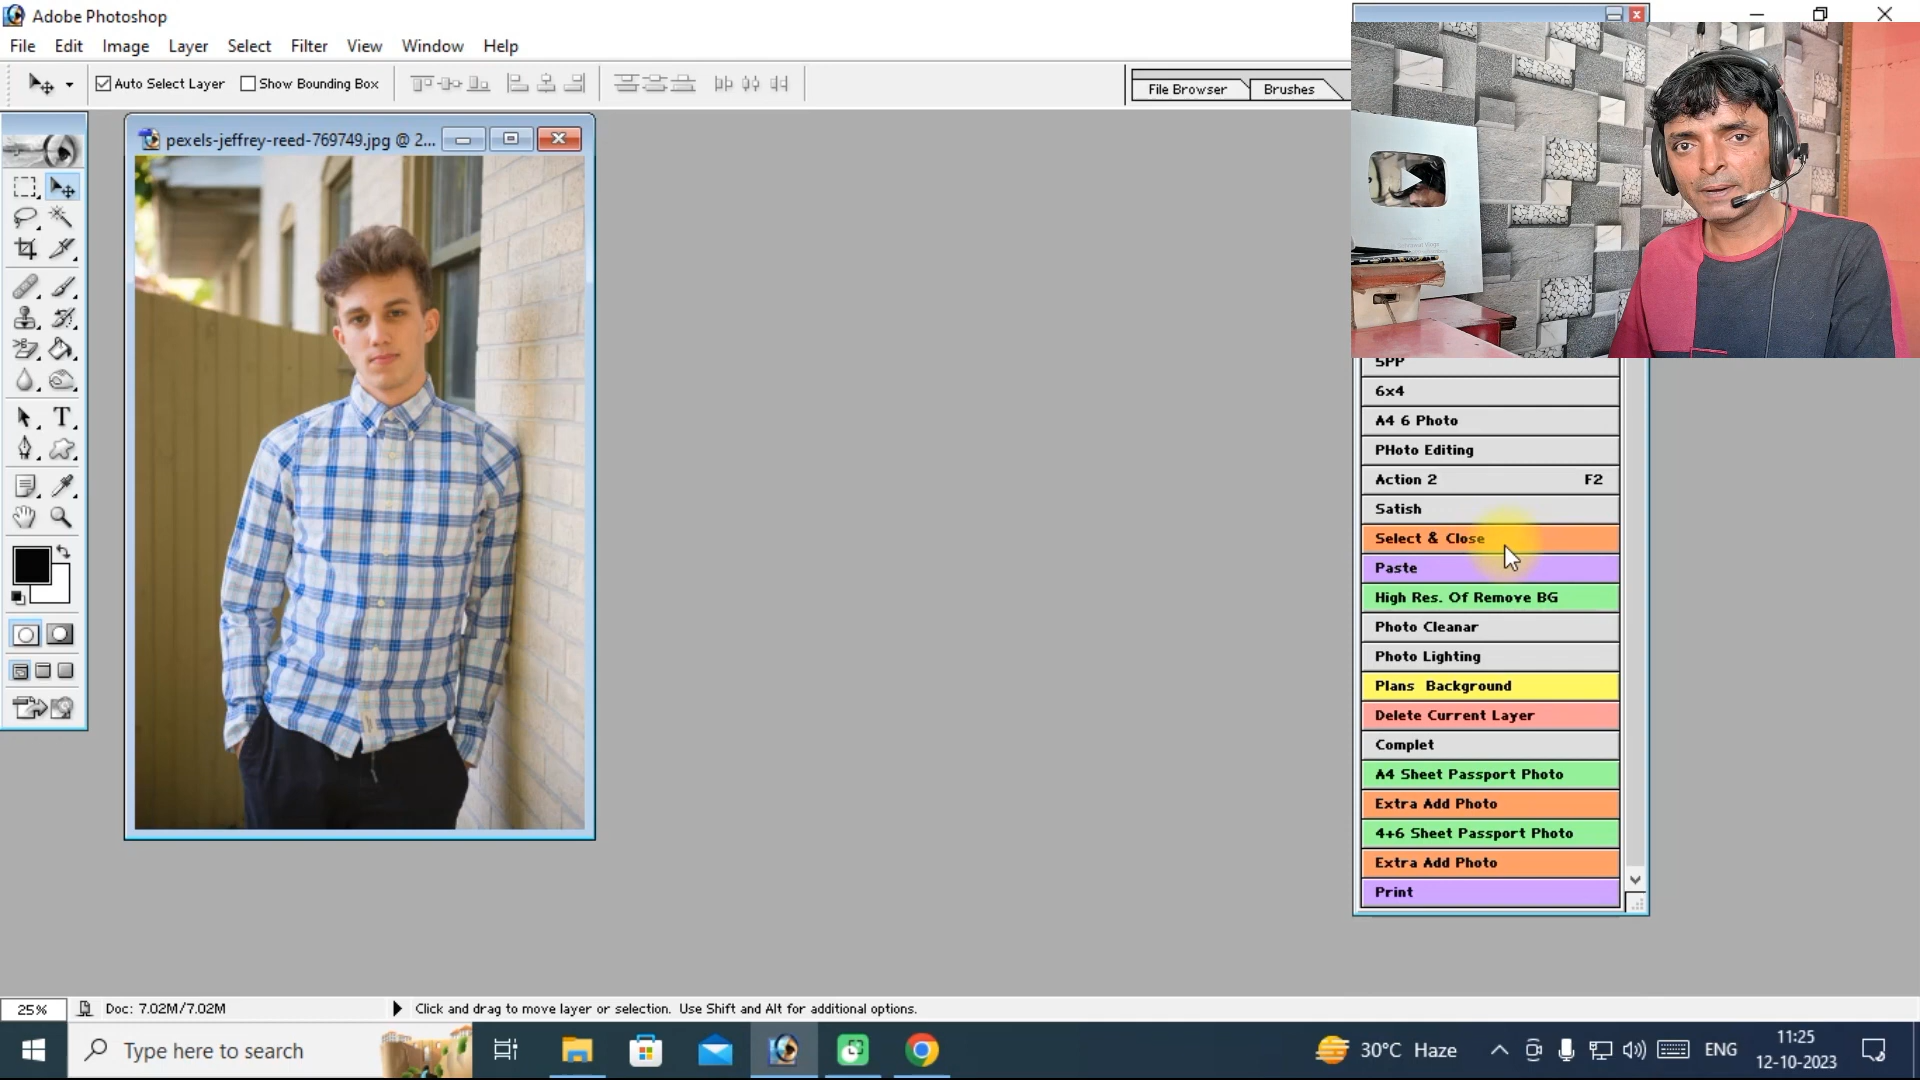 Adobe Photoshop
File Edit Image Layer Select Filter View Window Help
Auto Select Layer Show Bounding Box
File Browser Brushes
pexels-jeffrey-reed-769749.jpg @ 2...
T
5PP
6x4
A4 6 Photo
PHoto Editing
Action 2 F2
Satish
Select & Close
Paste
High Res. Of Remove BG
Photo Cleanar
Photo Lighting
Plans Background
Delete Current Layer
Complet
A4 Sheet Passport Photo
Extra Add Photo
4+6 Sheet Passport Photo
Extra Add Photo
Print
25% Doc: 7.02M/7.02M Click and drag to move layer or selection. Use Shift and Alt for additional options.
Type here to search
30°C Haze
ENG
11:25
12-10-2023